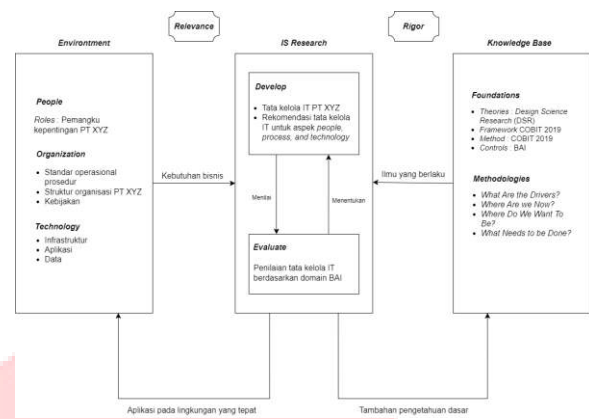 Relevance
Rigor
Environtment
IS Research
Knowledge Base
People
Roles : Pemangku
kepentingan PT XYZ
Organization
Standar operasional
prosedur
Struktur organisasi PT XYZ
Kebijakan
Technology
Infrastruktur
Aplikasi
Data
Kebutuhan bisnis
Develop
Tata kelola IT PT XYZ
Rekomendasi tata kelola
IT untuk aspek people,
process, and technology
Menilai
Menentukan
Evaluate
Penilaian tata kelola IT
berdasarkan domain BAI
Ilmu yang berlaku
Foundations
Theories : Design Science
Research (DSR)
Framework COBIT 2019
Method : COBIT 2019
Controls : BAI
Methodologies
What Are the Drivers?
Where Are we Now?
Where Do We Want To
Be?
What Needs to be Done?
Aplikasi pada lingkungan yang tepat
Tambahan pengetahuan dasar